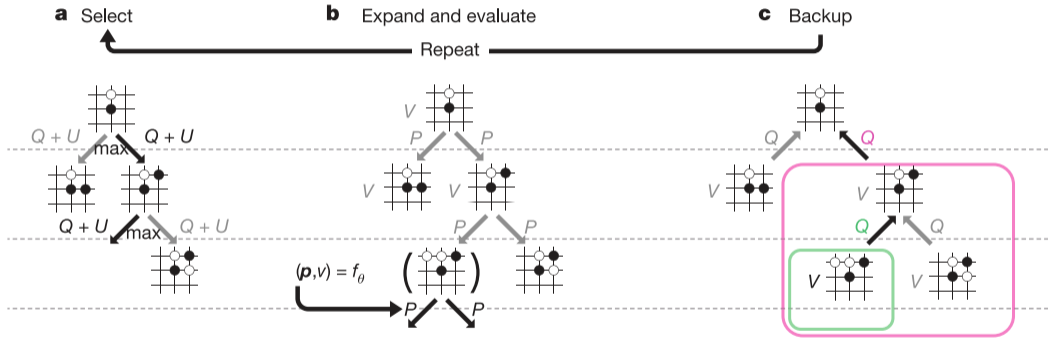 a Select
b Expand and evaluate
c Backup
Repeat
V
Q + U
max
Q + U
P
P
Q
Q
V
V
V
V
Q + U
max
Q + U
P
P
Q
Q
(p,v) = fθ
( )
V
V
P
P